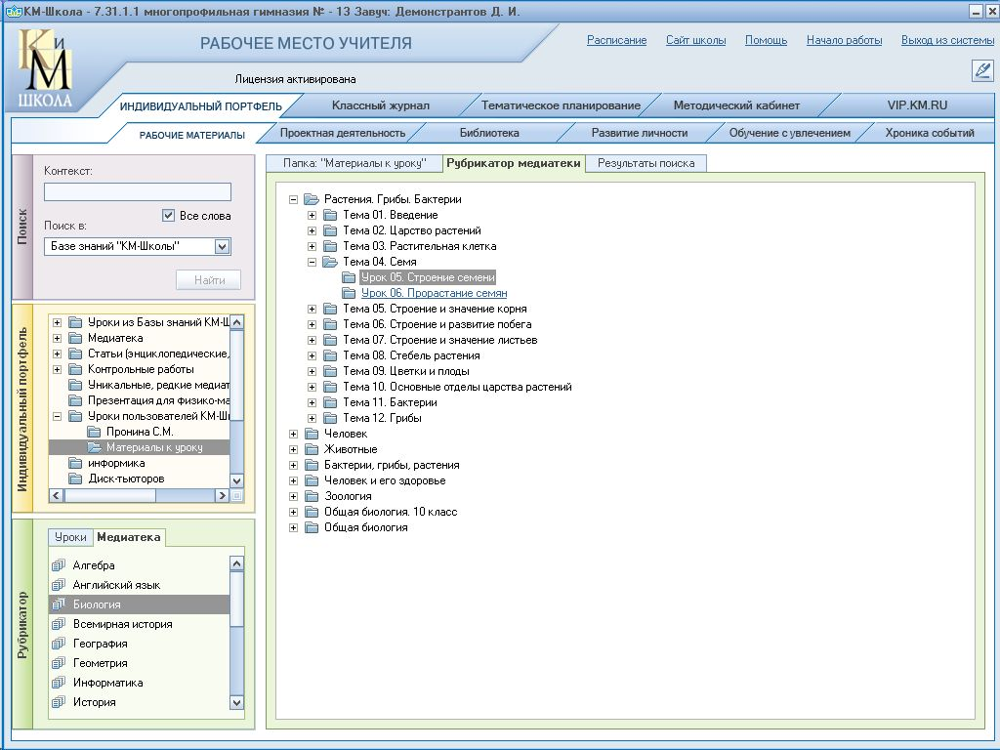 КМ-Школа - 7.31.1.1 многопрофильная гимназия № - 13 Завуч: Демонстрантов Д. И.
КМ И
ШКОЛА
РАБОЧЕЕ МЕСТО УЧИТЕЛЯ
Расписание Сайт школы Помощь Начало работы Выход из системы
Лицензия активирована
ИНДИВИДУАЛЬНЫЙ ПОРТФЕЛЬ Классный журнал Тематическое планирование Методический кабинет VIP.KM.RU
РАБОЧИЕ МАТЕРИАЛЫ Проектная деятельность Библиотека Развитие личности Обучение с увлечением Хроника событий
Поиск
Контекст:
Все слова
Поиск в:
Базе знаний "КМ-Школы"
Найти
Индивидуальный портфель
Уроки из Базы знаний КМ-Ш
Медиатека
Статьи (энциклопедические,
Контрольные работы
Уникальные, редкие медиат
Презентация для физико-ма
Уроки пользователей КМ-Ш
Пронина С.М.
Материалы к уроку
информика
Диск-тьюторов
Рубрикатор
Уроки Медиатека
Алгебра
Английский язык
Биология
Всемирная история
География
Геометрия
Информатика
История
Папка: "Материалы к уроку" Рубрикатор медиатеки Результаты поиска
Растения. Грибы. Бактерии
Тема 01. Введение
Тема 02. Царство растений
Тема 03. Растительная клетка
Тема 04. Семя
Урок 05. Строение семени
Урок 06. Прорастание семян
Тема 05. Строение и значение корня
Тема 06. Строение и развитие побега
Тема 07. Строение и значение листьев
Тема 08. Стебель растения
Тема 09. Цветки и плоды
Тема 10. Основные отделы царства растений
Тема 11. Бактерии
Тема 12. Грибы
Человек
Животные
Бактерии, грибы, растения
Человек и его здоровье
Зоология
Общая биология. 10 класс
Общая биология